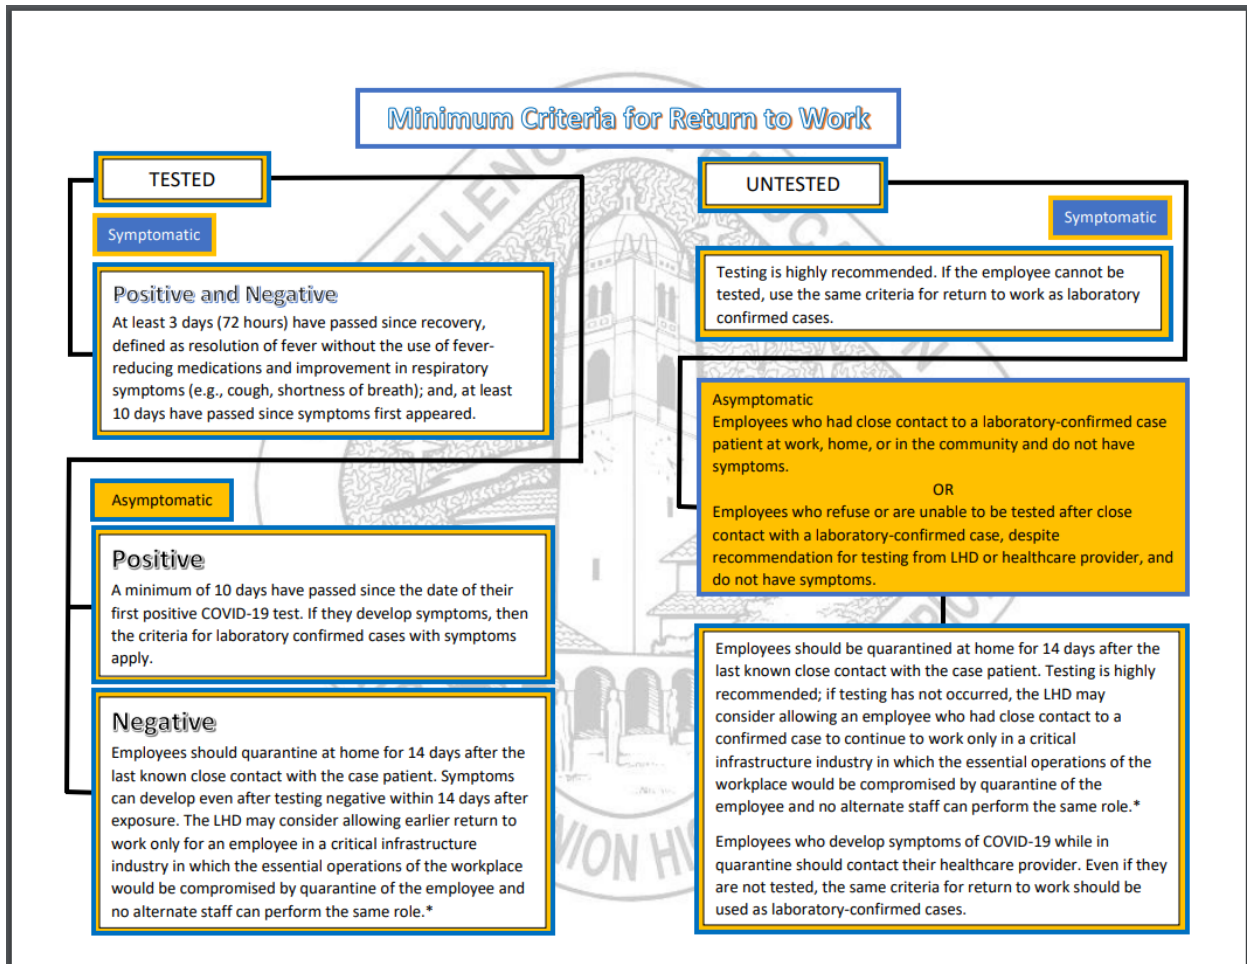 Minimum Criteria for Return to Work
TESTED
Symptomatic
Positive and Negative
At least 3 days (72 hours) have passed since recovery,
defined as resolution of fever without the use of fever-
reducing medications and improvement in respiratory
symptoms (e.g., cough, shortness of breath); and, at least
10 days have passed since symptoms first appeared.
Asymptomatic
Positive
A minimum of 10 days have passed since the date of their
first positive COVID-19 test. If they develop symptoms, then
the criteria for laboratory confirmed cases with symptoms
apply.
Negative
Employees should quarantine at home for 14 days after the
last known close contact with the case patient. Symptoms
can develop even after testing negative within 14 days after
exposure. The LHD may consider allowing earlier return to
work only for an employee in a critical infrastructure
industry in which the essential operations of the workplace
would be compromised by quarantine of the employee and
no alternate staff can perform the same role.*
UNTESTED
Symptomatic
Testing is highly recommended. If the employee cannot be
tested, use the same criteria for return to work as laboratory
confirmed cases.
Asymptomatic
Employees who had close contact to a laboratory-confirmed case
patient at work, home, or in the community and do not have
symptoms.
OR
Employees who refuse or are unable to be tested after close
contact with a laboratory-confirmed case, despite
recommendation for testing from LHD or healthcare provider, and
do not have symptoms.
Employees should be quarantined at home for 14 days after the
last known close contact with the case patient. Testing is highly
recommended; if testing has not occurred, the LHD may
consider allowing an employee who had close contact to a
confirmed case to continue to work only in a critical
infrastructure industry in which the essential operations of the
workplace would be compromised by quarantine of the
employee and no alternate staff can perform the same role.*
Employees who develop symptoms of COVID-19 while in
quarantine should contact their healthcare provider. Even if they
are not tested, the same criteria for return to work should be
used as laboratory-confirmed cases.